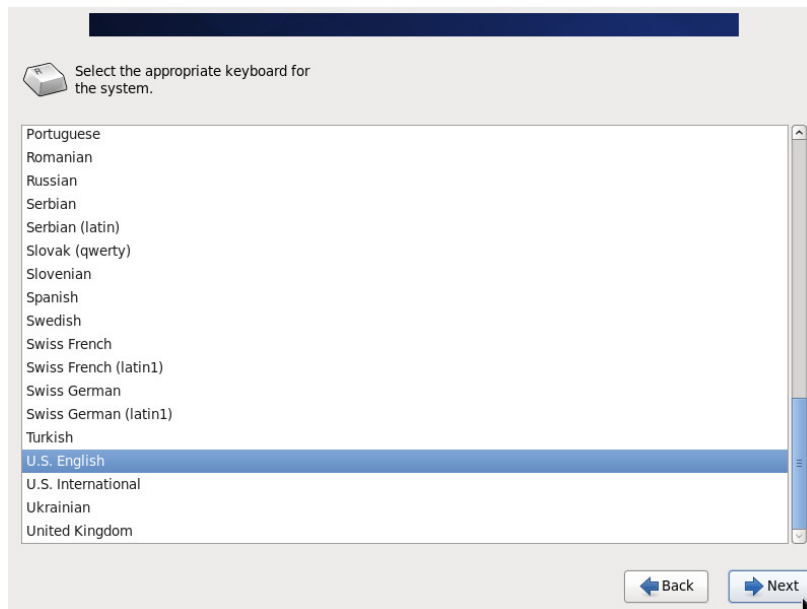 Select the appropriate keyboard for
the system.
Portuguese
Romanian
Russian
Serbian
Serbian (latin)
Slovak (qwerty)
Slovenian
Spanish
Swedish
Swiss French
Swiss French (latin1)
Swiss German
Swiss German (latin1)
Turkish
U.S. English
U.S. International
Ukrainian
United Kingdom
Back
Next